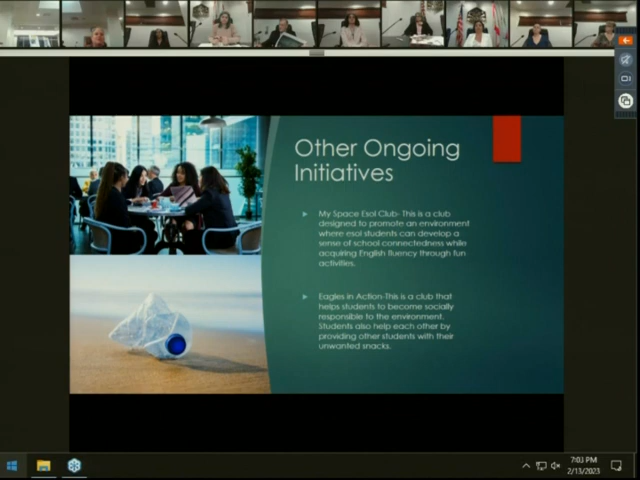 Other Ongoing
Initiatives
My Space Esol Club- This is a club
designed to promote an environment
where esol students can develop a
sense of school connectedness while
acquiring English fluency through fun
activities.
Eagles in Action-This is a club that
helps students to become socially
responsible to the environment.
Students also help each other by
providing other students with their
unwanted snacks.
7:03 PM
2/13/2023